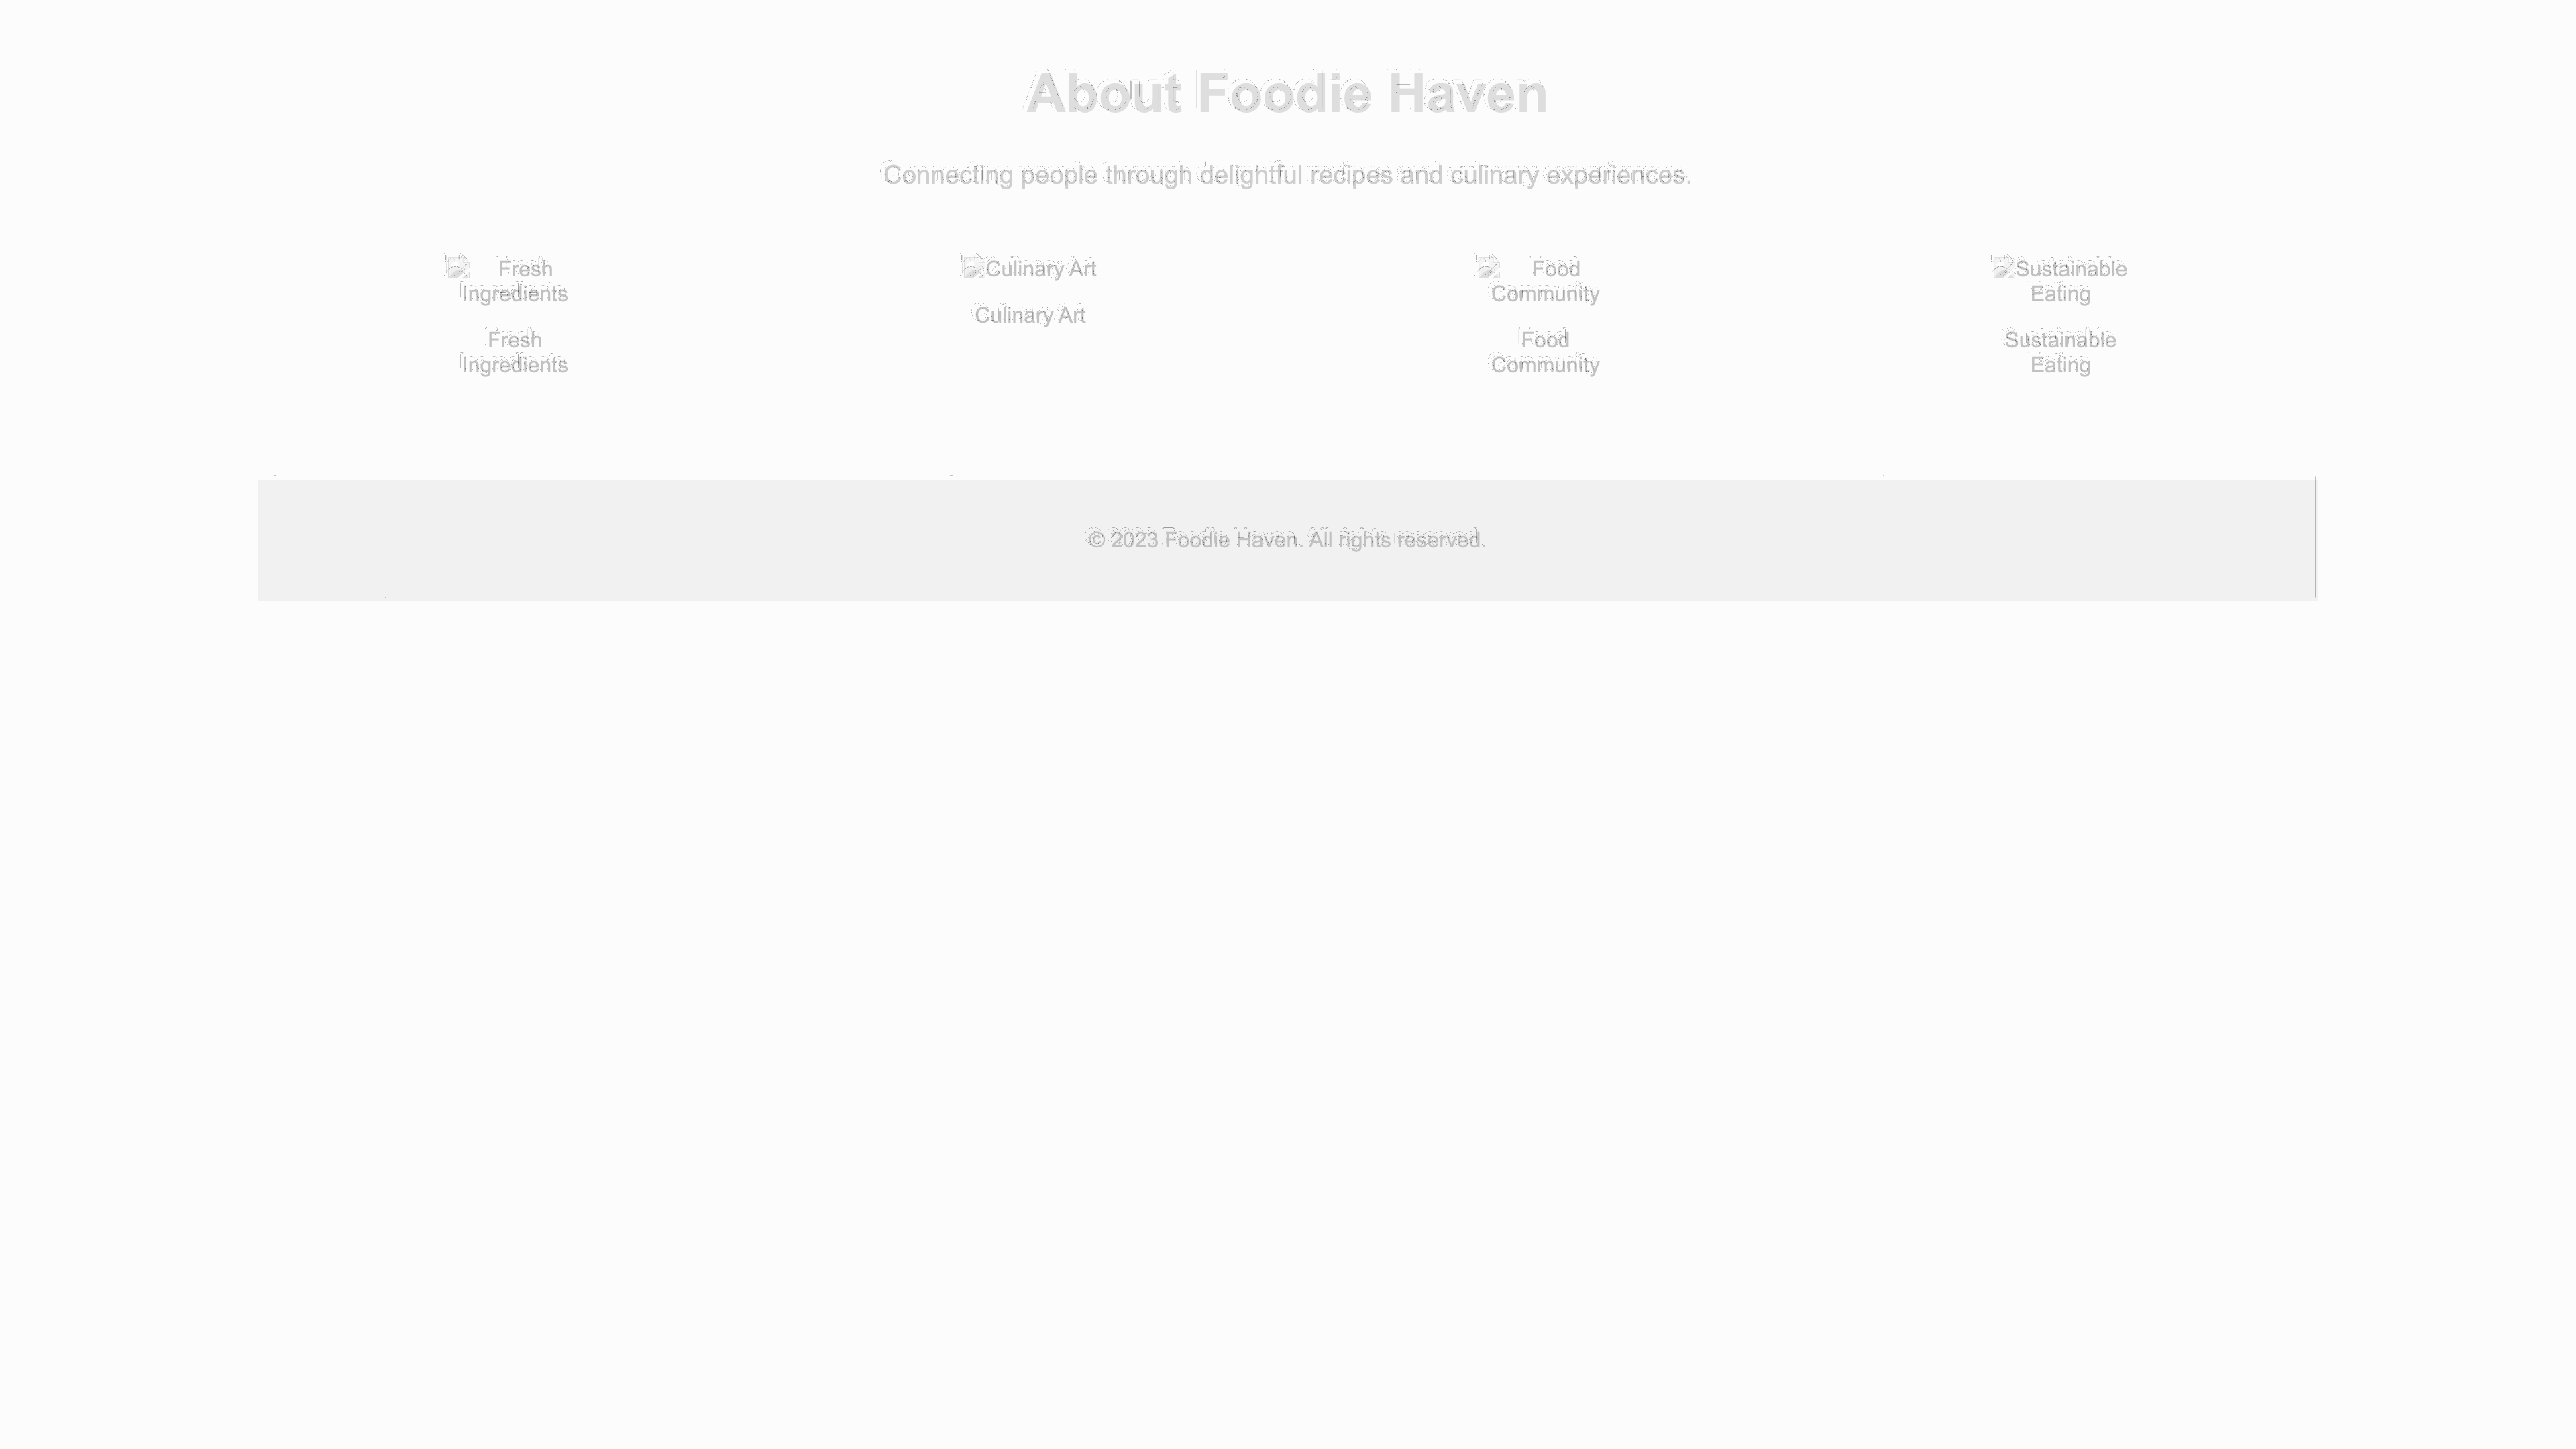 About Foodie Haven
Connecting people through delightful recipes and culinary experiences.
Fresh
Ingredients
Fresh
Ingredients
Culinary Art
Culinary Art
Food
Community
Food
Community
Sustainable
Eating
Sustainable
Eating
© 2023 Foodie Haven. All rights reserved.